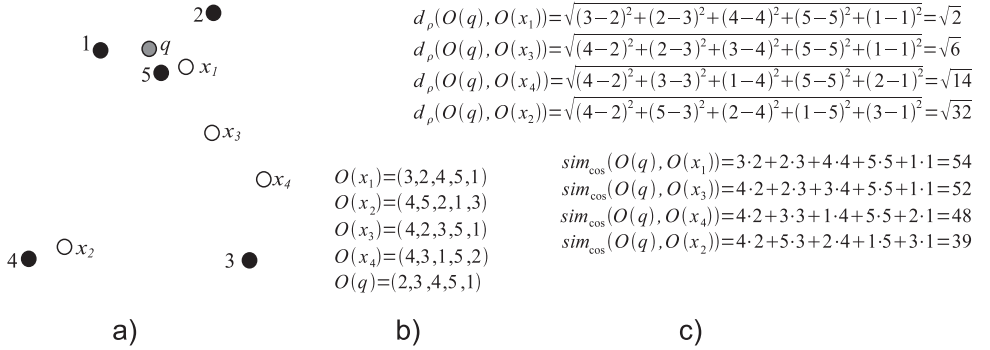 2
1
q
5
x₁
x₃
x₄
x₂
4
3
a)
O(x₁)=(3,2,4,5,1)
O(x₂)=(4,5,2,1,3)
O(x₃)=(4,2,3,5,1)
O(x₄)=(4,3,1,5,2)
O(q)=(2,3,4,5,1)
b)
d_ρ(O(q),O(x₁))=√((3−2)²+(2−3)²+(4−4)²+(5−5)²+(1−1)²)=√2
d_ρ(O(q),O(x₃))=√((4−2)²+(2−3)²+(3−4)²+(5−5)²+(1−1)²)=√6
d_ρ(O(q),O(x₄))=√((4−2)²+(3−3)²+(1−4)²+(5−5)²+(2−1)²)=√14
d_ρ(O(q),O(x₂))=√((4−2)²+(5−3)²+(2−4)²+(1−5)²+(3−1)²)=√32
sim_cos(O(q),O(x₁))=3·2+2·3+4·4+5·5+1·1=54
sim_cos(O(q),O(x₃))=4·2+2·3+3·4+5·5+1·1=52
sim_cos(O(q),O(x₄))=4·2+3·3+1·4+5·5+2·1=48
sim_cos(O(q),O(x₂))=4·2+5·3+2·4+1·5+3·1=39
c)